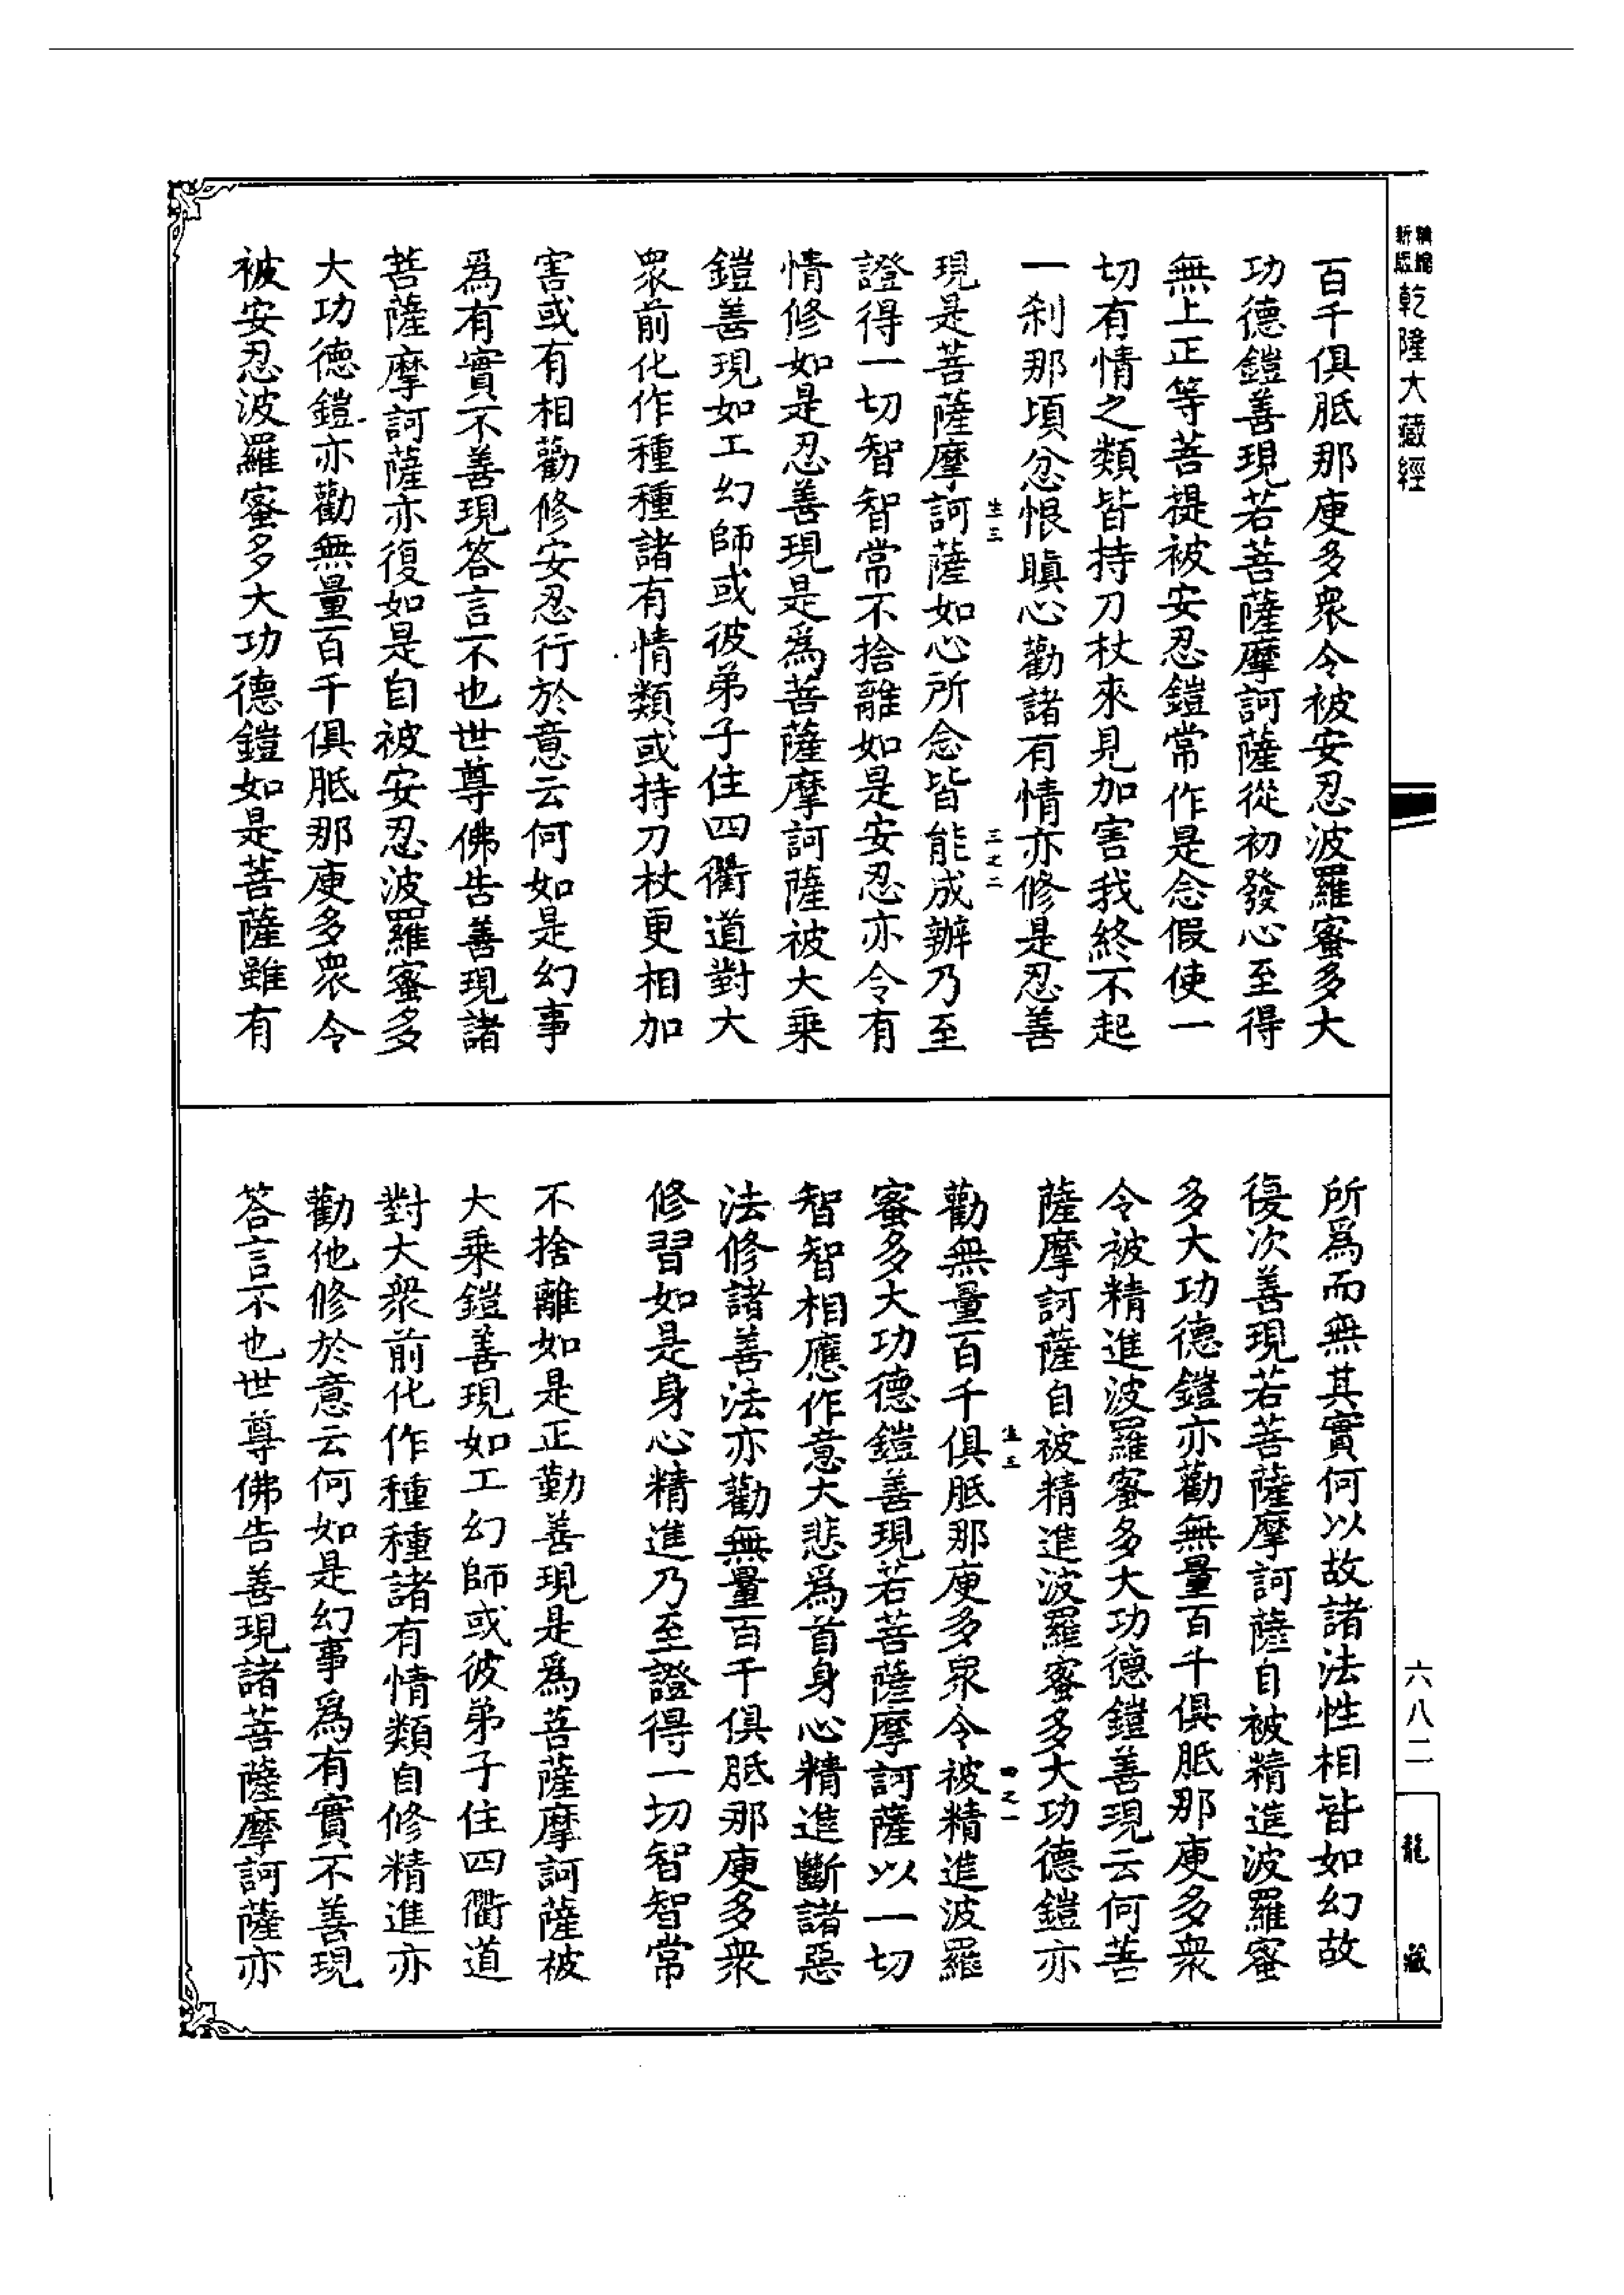 精縮
新版
乾隆大藏經
百千俱胝那庾多衆令被安忍波羅蜜多大
功德鎧善現若菩薩摩訶薩從初發心至得
無上正等菩提被安忍鎧常作是念假使一
切有情之類皆持刀杖來見加害我終不起
一刹那頃忿恨瞋心勸諸有情亦修是忍善
生三
三之二
現是菩薩摩訶薩如心所念皆能成辦乃至
證得一切智智常不捨離如是安忍亦令有
情修如是忍善現是爲菩薩摩訶薩被大乘
鎧善現如工幻師或彼弟子住四衢道對大
衆前化作種種諸有情類或持刀杖更相加
害或有相勸修安忍行於意云何如是幻事
爲有實不善現答言不也世尊佛告善現諸
菩薩摩訶薩亦復如是自被安忍波羅蜜多
大功德鎧亦勸無量百千俱胝那庾多衆令
被安忍波羅蜜多大功德鎧如是菩薩雖有
所爲而無其實何以故諸法性相皆如幻故
復次善現若菩薩摩訶薩自被精進波羅蜜
多大功德鎧亦勸無量百千俱胝那庾多衆
令被精進波羅蜜多大功德鎧善現云何菩
薩摩訶薩自被精進波羅蜜多大功德鎧亦
生三
四之一
勸無量百千俱胝那庾多衆令被精進波羅
蜜多大功德鎧善現若菩薩摩訶薩以一切
智智相應作意大悲爲首身心精進斷諸惡
法修諸善法亦勸無量百千俱胝那庾多衆
修習如是身心精進乃至證得一切智智常
不捨離如是正勤善現是爲菩薩摩訶薩被
大乘鎧善現如工幻師或彼弟子住四衢道
對大衆前化作種種諸有情類自修精進亦
勸他修於意云何如是幻事爲有實不善現
答言不也世尊佛告善現諸菩薩摩訶薩亦
六八二
龍藏